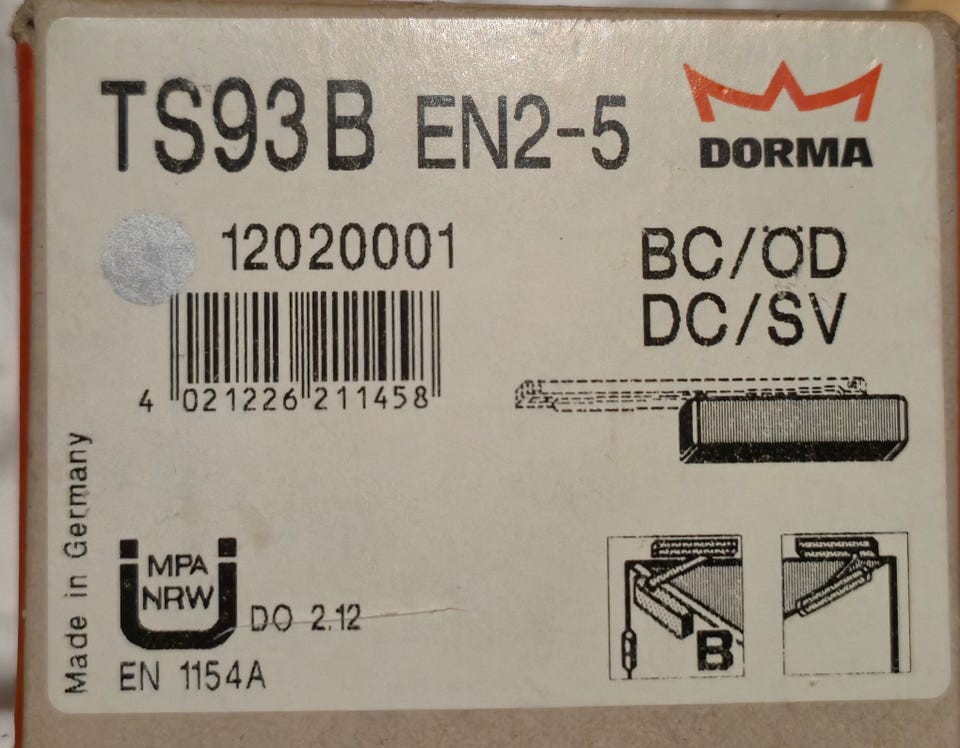 TS93B EN2-5
DORMA
12020001
BC/ÖD
DC/SV
4 021226 211458
Made in Germany
MPA
NRW
DO 2.12
EN 1154A
B